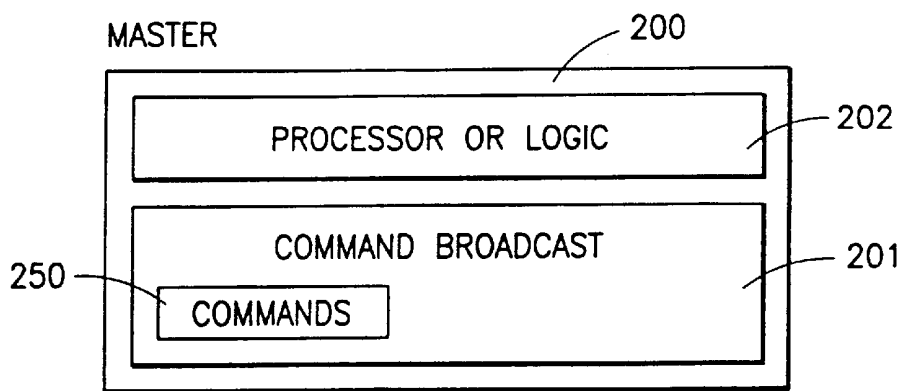 MASTER
200
PROCESSOR OR LOGIC
202
COMMAND BROADCAST
201
250
COMMANDS